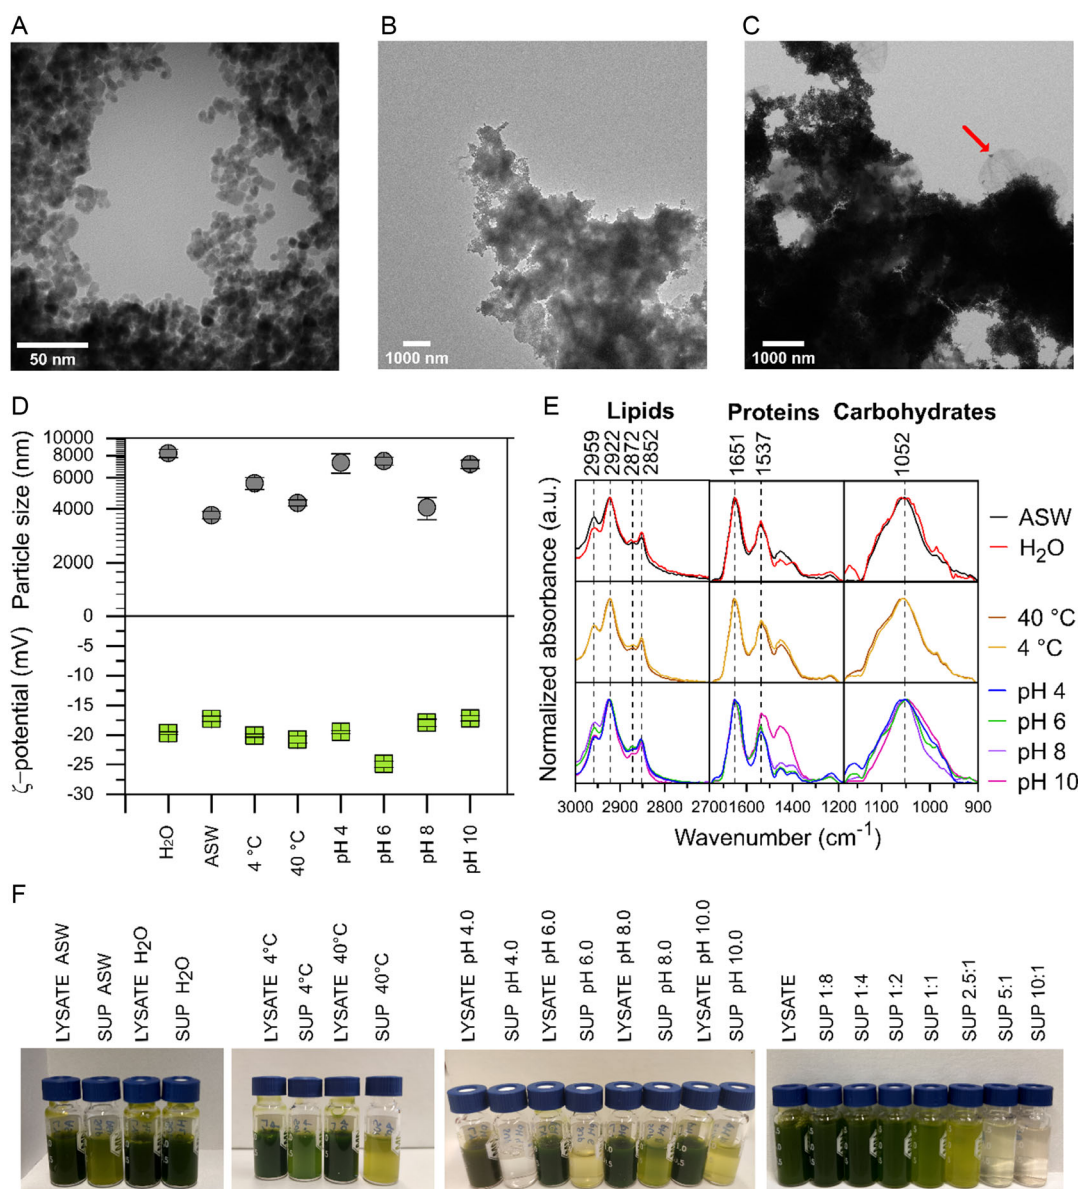 A
B
C
50 nm
1000 nm
1000 nm
D
Particle size (nm)
10000
8000
6000
4000
2000
0
ζ-potential (mV)
-5
-10
-15
-20
-25
-30
H2O
ASW
4 °C
40 °C
pH 4
pH 6
pH 8
pH 10
E
Lipids Proteins Carbohydrates
2959
2922
2872
2852
1651
1537
1052
Normalized absorbance (a.u.)
ASW
H2O
40 °C
4 °C
pH 4
pH 6
pH 8
pH 10
3000 2900 2800 2700 1600 1400 1100 1000 900
Wavenumber (cm-1)
F
LYSATE ASW
SUP ASW
LYSATE H2O
SUP H2O
LYSATE 4°C
SUP 4°C
LYSATE 40°C
SUP 40°C
LYSATE pH 4.0
SUP pH 4.0
LYSATE pH 6.0
SUP pH 6.0
LYSATE pH 8.0
SUP pH 8.0
LYSATE pH 10.0
SUP pH 10.0
LYSATE
SUP 1:8
SUP 1:4
SUP 1:2
SUP 1:1
SUP 2.5:1
SUP 5:1
SUP 10:1